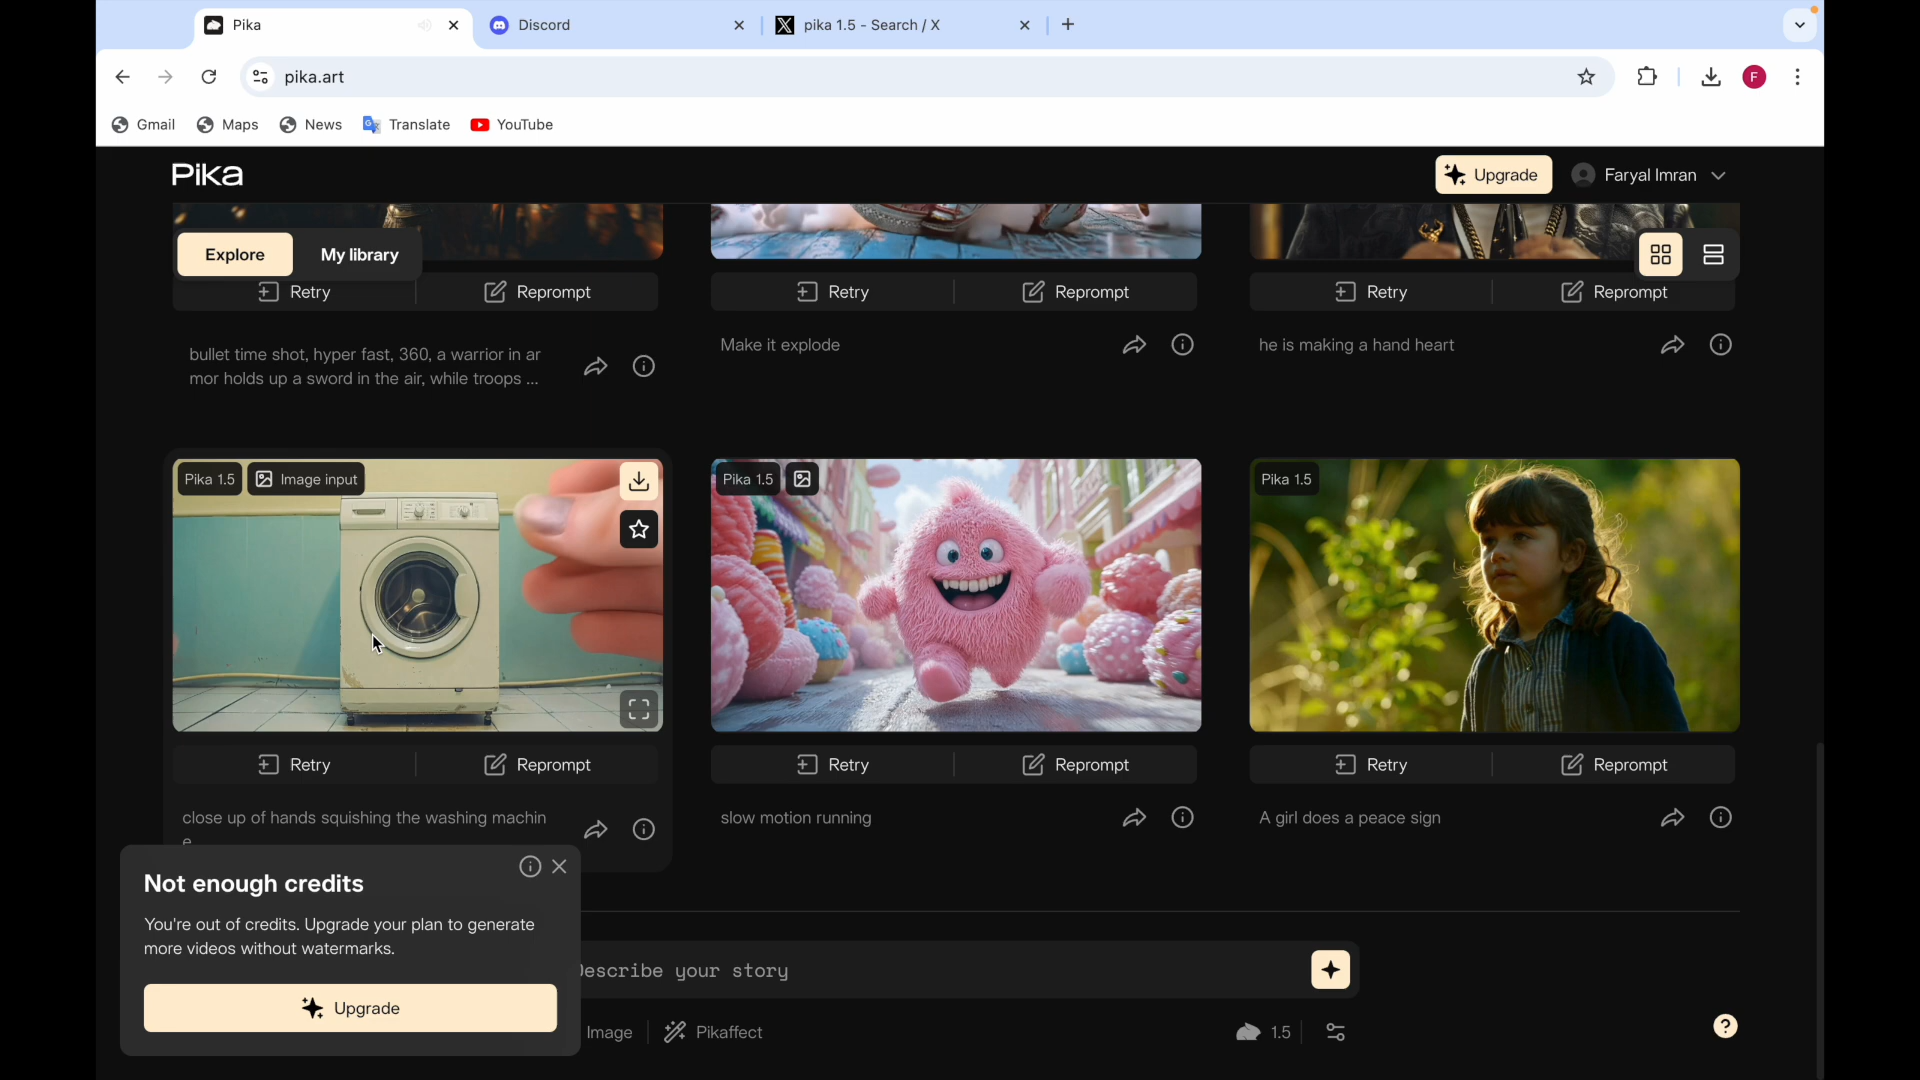 Pika
Discord
pika 1.5 - Search / X
pika.art
F
Gmail
Maps
News
Translate
YouTube
Pika
Upgrade
Faryal Imran
Explore
My library
Retry
Reprompt
Retry
Reprompt
Retry
Reprompt
bullet time shot, hyper fast, 360, a warrior in ar
mor holds up a sword in the air, while troops ...
Make it explode
he is making a hand heart
Pika 1.5
Image input
Pika 1.5
Pika 1.5
Retry
Reprompt
Retry
Reprompt
Retry
Reprompt
close up of hands squishing the washing machin
e
slow motion running
A girl does a peace sign
Not enough credits
You're out of credits. Upgrade your plan to generate
more videos without watermarks.
Upgrade
Describe your story
Image
Pikaffect
1.5
?